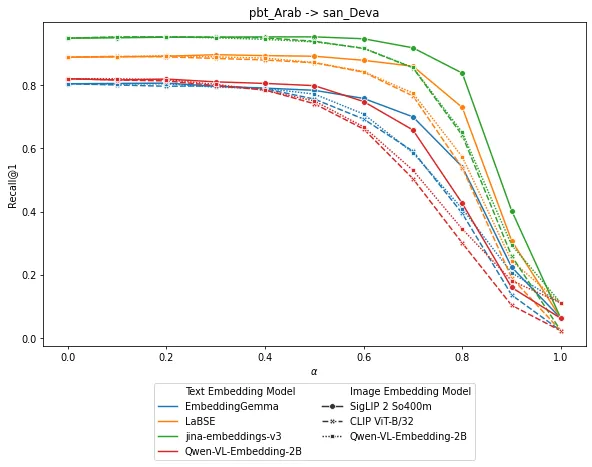 pbt_Arab -> san_Deva
Recall@1
0.8
0.6
0.4
0.2
0.0
0.0 0.2 0.4 0.6 0.8 1.0
α
Text Embedding Model
EmbeddingGemma
LaBSE
jina-embeddings-v3
Qwen-VL-Embedding-2B
Image Embedding Model
SigLIP 2 So400m
CLIP ViT-B/32
Qwen-VL-Embedding-2B